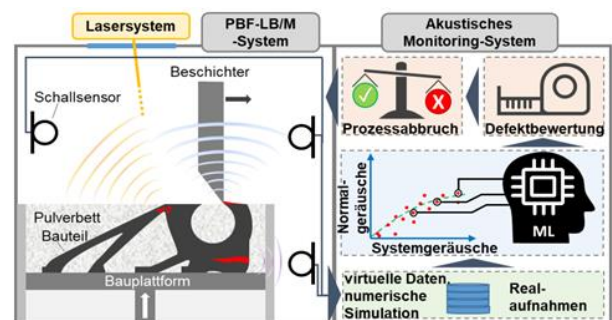 Lasersystem
PBF-LB/M
-System
Akustisches
Monitoring-System
Beschichter
Schallsensor
Prozessabbruch
Defektbewertung
Pulverbett
Bauteil
Bauplattform
Normal-
geräusche
Systemgeräusche
ML
virtuelle Daten,
numerische
Simulation
Real-
aufnahmen